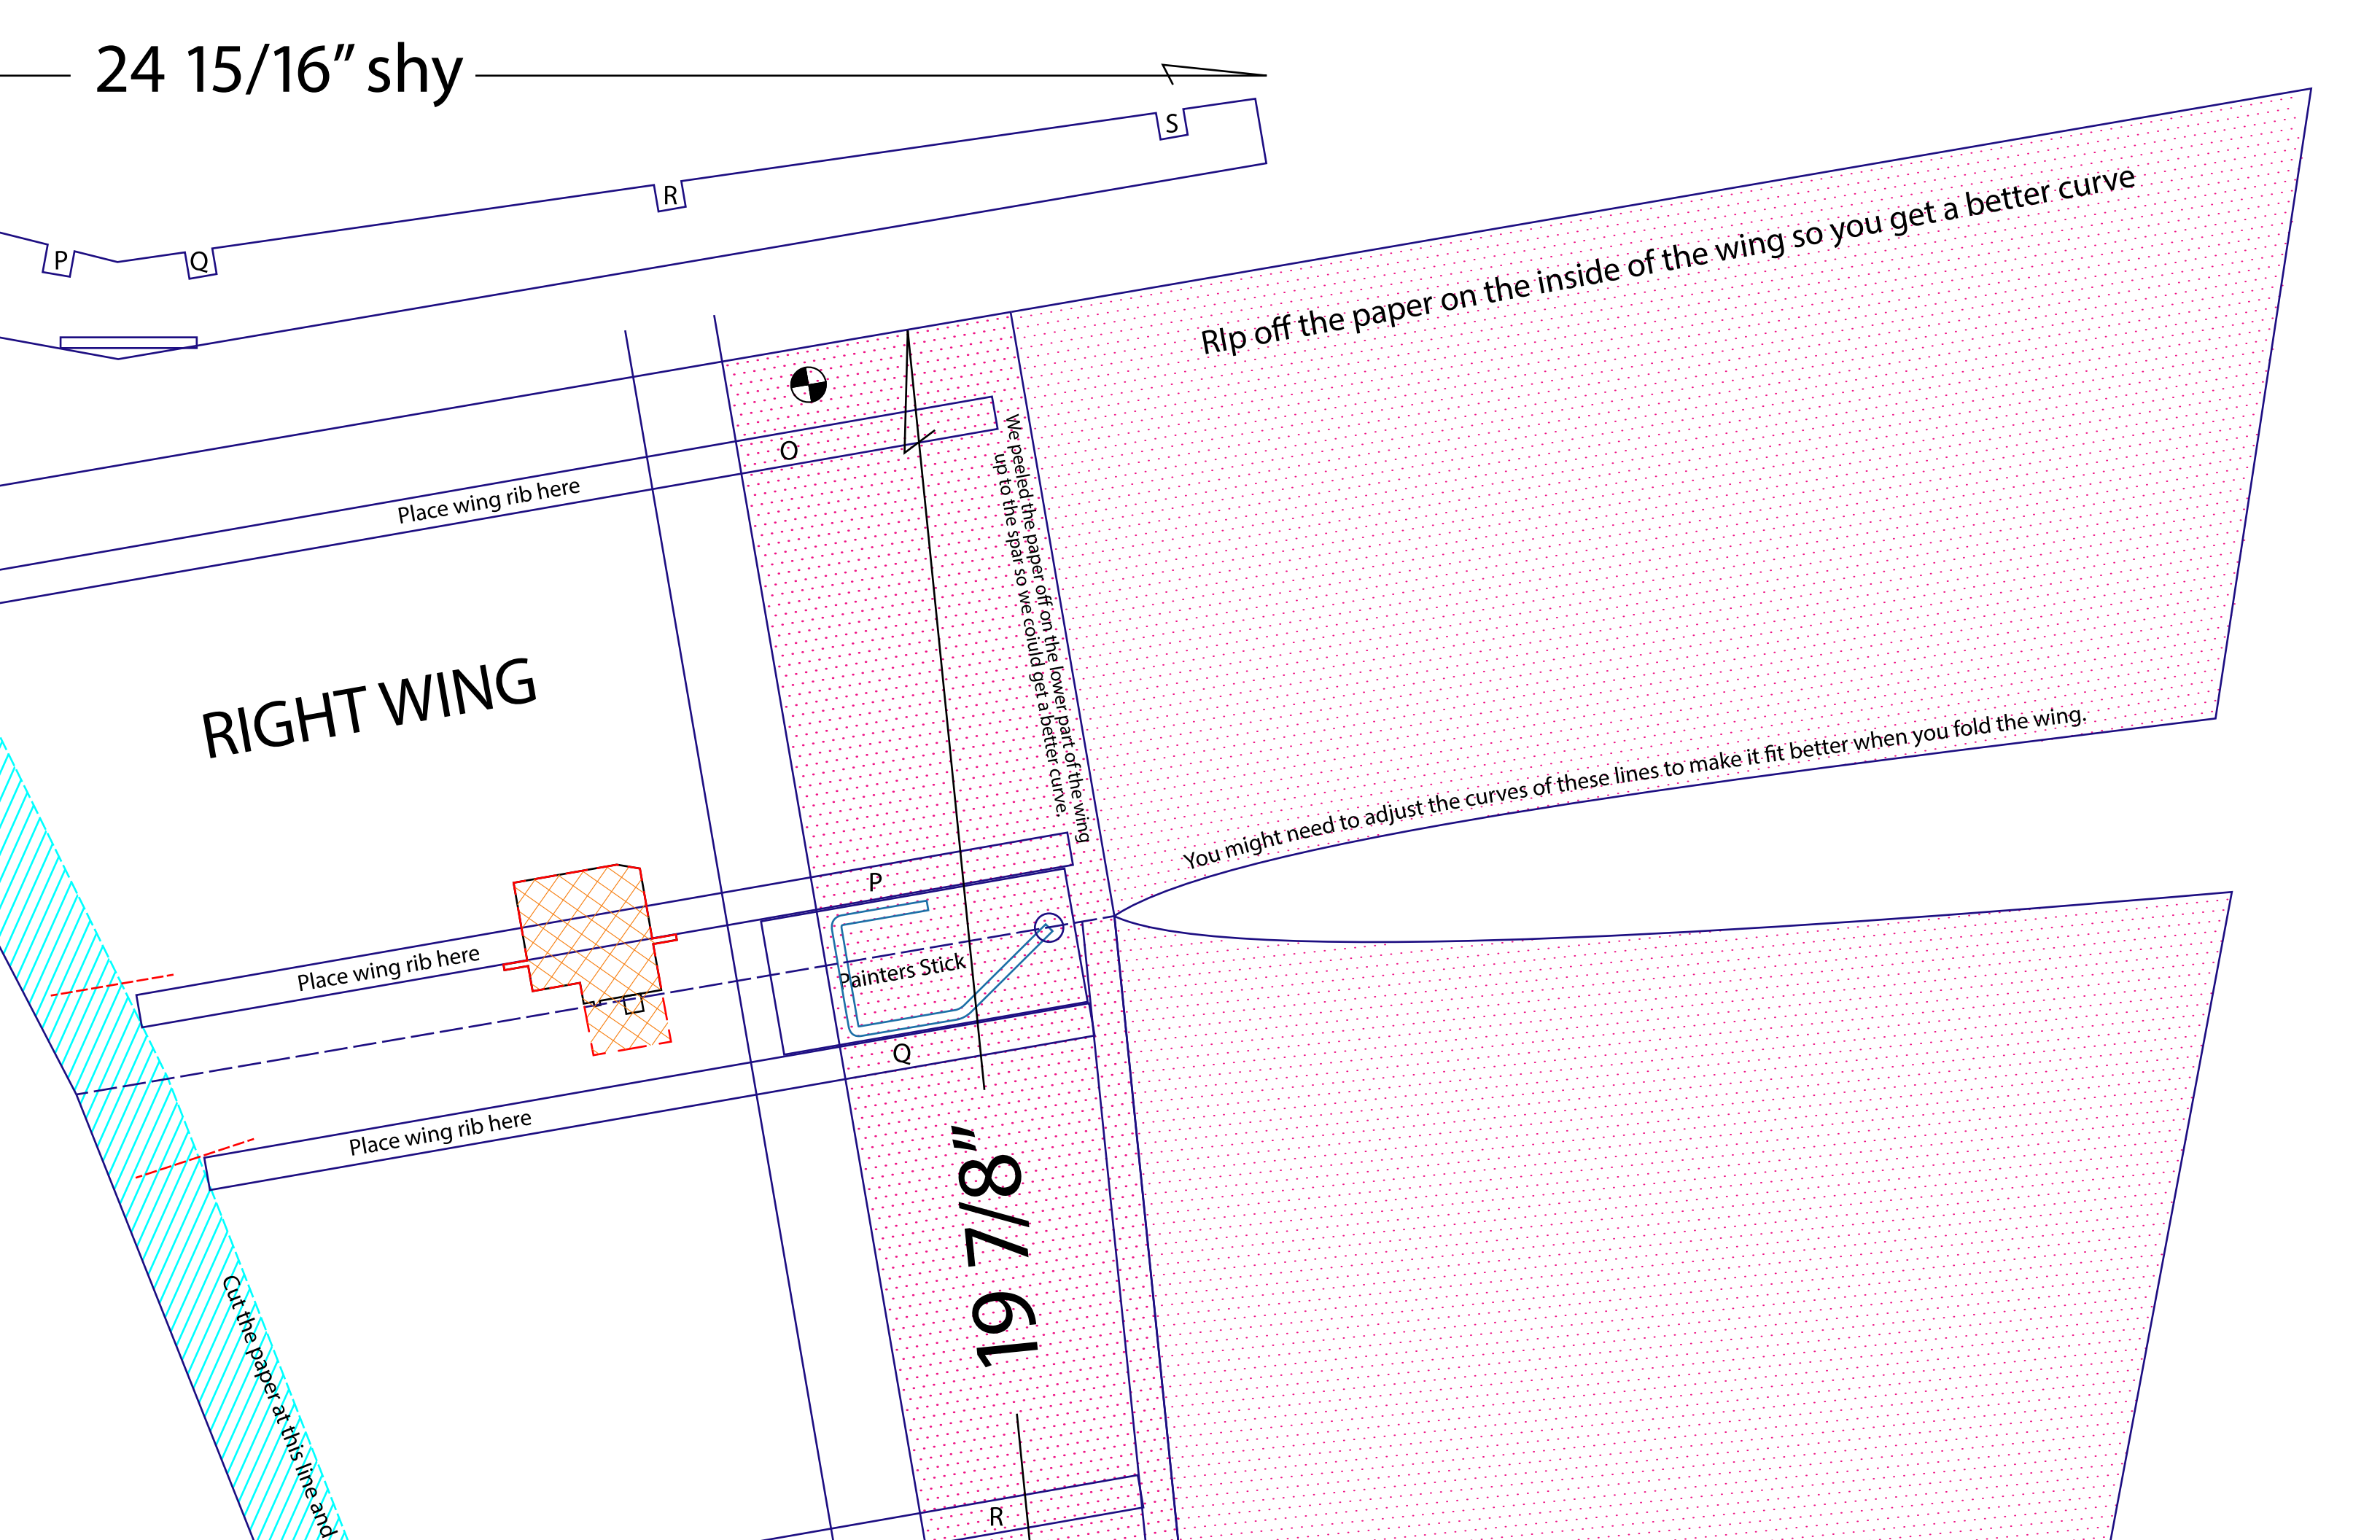 24 15/16” shy
S
R
P
Q
RIp off the paper on the inside of the wing so you get a better curve
O
We peeled the paper off on the lower part of the wing
up to the spar so we coiuld get a better curve.
Place wing rib here
RIGHT WING
You might need to adjust the curves of these lines to make it fit better when you fold the wing.
P
Place wing rib here
Painters Stick
Q
Place wing rib here
19 7/8”
Cut the paper at this line and
R